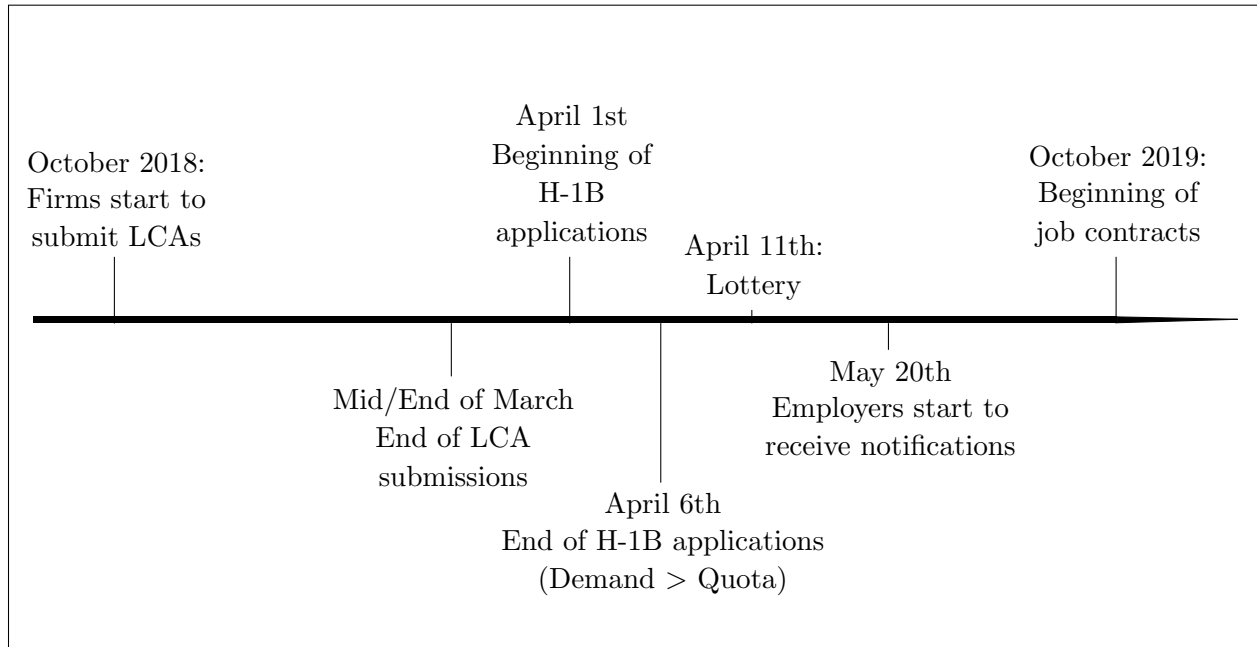 October 2018:
Firms start to
submit LCAs
Mid/End of March
End of LCA
submissions
April 1st
Beginning of
H-1B
applications
April 6th
End of H-1B applications
(Demand > Quota)
April 11th:
Lottery
May 20th
Employers start to
receive notifications
October 2019:
Beginning of
job contracts